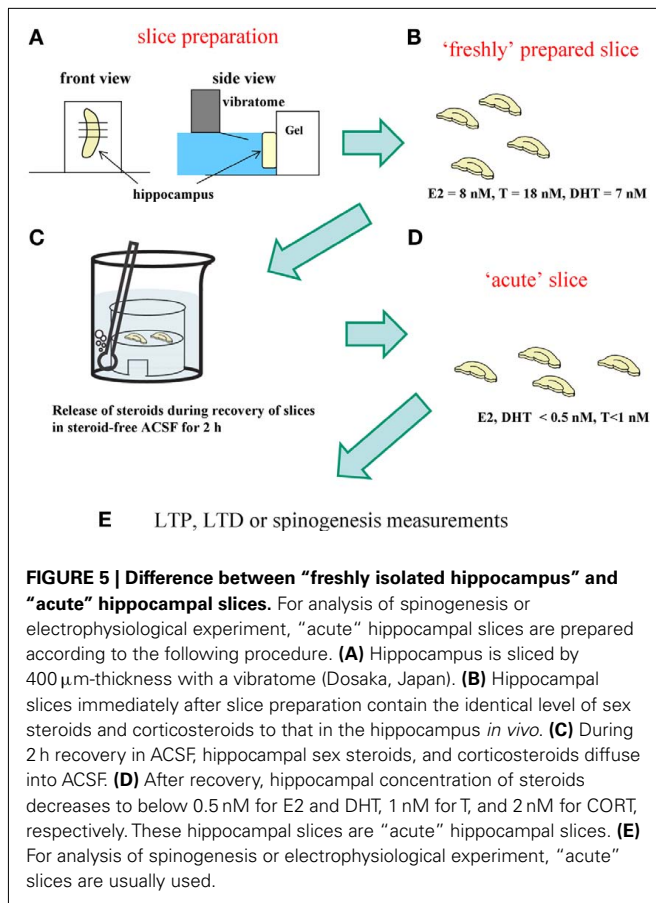 A
slice preparation
front view
side view
vibratome
Gel
hippocampus
B
‘freshly’ prepared slice
E2 = 8 nM, T = 18 nM, DHT = 7 nM
C
Release of steroids during recovery of slices
in steroid-free ACSF for 2 h
D
‘acute’ slice
E2, DHT < 0.5 nM, T<1 nM
E LTP, LTD or spinogenesis measurements
FIGURE 5 | Difference between “freshly isolated hippocampus” and
“acute” hippocampal slices. For analysis of spinogenesis or
electrophysiological experiment, “acute“ hippocampal slices are prepared
according to the following procedure. (A) Hippocampus is sliced by
400 μm-thickness with a vibratome (Dosaka, Japan). (B) Hippocampal
slices immediately after slice preparation contain the identical level of sex
steroids and corticosteroids to that in the hippocampus in vivo. (C) During
2 h recovery in ACSF, hippocampal sex steroids, and corticosteroids diffuse
into ACSF. (D) After recovery, hippocampal concentration of steroids
decreases to below 0.5 nM for E2 and DHT, 1 nM for T, and 2 nM for CORT,
respectively. These hippocampal slices are “acute” hippocampal slices. (E)
For analysis of spinogenesis or electrophysiological experiment, “acute”
slices are usually used.